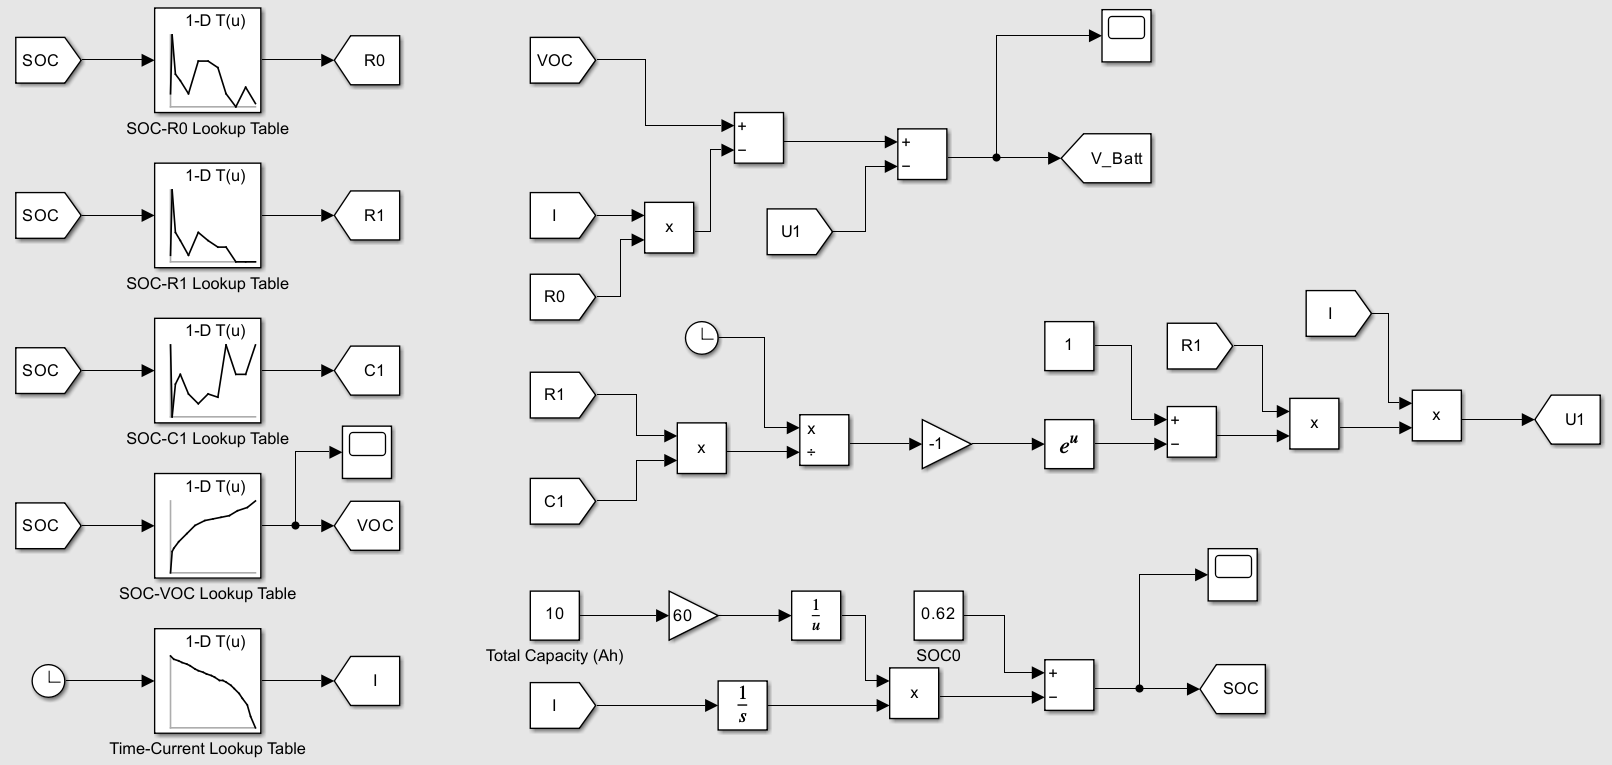 1-D T(u)
SOC
R0
SOC-R0 Lookup Table
1-D T(u)
SOC
R1
SOC-R1 Lookup Table
1-D T(u)
SOC
C1
SOC-C1 Lookup Table
1-D T(u)
SOC
VOC
SOC-VOC Lookup Table
1-D T(u)
I
Time-Current Lookup Table
VOC
+
−
+
−
V_Batt
I
x
R0
U1
R1
C1
x
x
÷
-1
e^u
1
+
−
R1
x
I
x
U1
10
Total Capacity (Ah)
60
1
u
0.62
SOC0
I
1
s
x
+
−
SOC